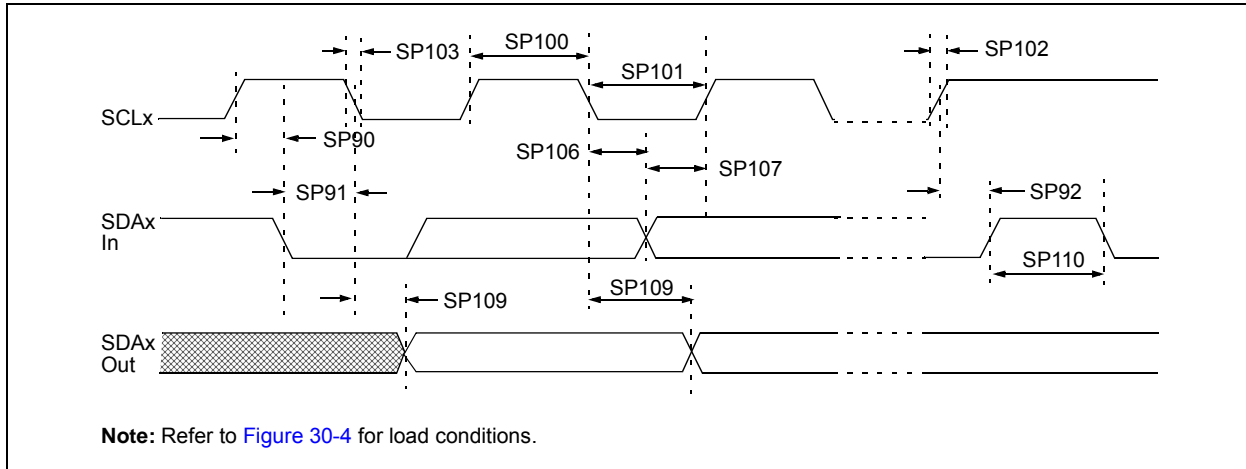 SP103
SP100
SP102
SP101
SCLx
SP90
SP106
SP107
SP91
SP92
SDAx
In
SP110
SP109
SP109
SDAx
Out
Note: Refer to Figure 30-4 for load conditions.